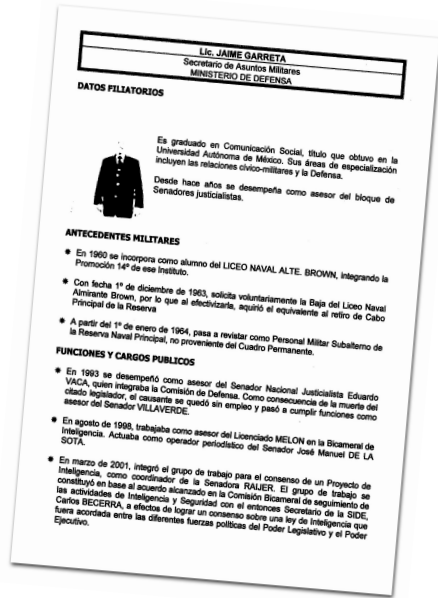 Lic. JAIME GARRETA
Secretario de Asuntos Militares
MINISTERIO DE DEFENSA
DATOS FILIATORIOS
Es graduado en Comunicación Social, título que obtuvo en la
Universidad Autónoma de México. Sus áreas de especialización
incluyen las relaciones cívico-militares y la Defensa.
Desde hace años se desempeña como asesor del bloque de
Senadores justicialistas.
ANTECEDENTES MILITARES
* En 1960 se incorpora como alumno del LICEO NAVAL ALTE. BROWN, integrando la
Promoción 14° de ese Instituto.
* Con fecha 1° de diciembre de 1963, solicita voluntariamente la Baja del Liceo Naval
Almirante Brown, por lo que al efectivizarla, aquirió el equivalente al retiro de Cabo
Principal de la Reserva
* A partir del 1° de enero de 1964, pasa a revistar como Personal Militar Subalterno de
la Reserva Naval Principal, no proveniente del Cuadro Permanente.
FUNCIONES Y CARGOS PUBLICOS
* En 1993 se desempeñó como asesor del Senador Nacional Justicialista Eduardo
VACA, quien integraba la Comisión de Defensa. Como consecuencia de la muerte del
citado legislador, el causante se quedó sin empleo y pasó a cumplir funciones como
asesor del Senador VILLAVERDE.
* En agosto de 1998, trabajaba como asesor del Licenciado MELON en la Bicameral de
Inteligencia. Actuaba como operador periodístico del Senador José Manuel DE LA
SOTA.
* En marzo de 2001, integró el grupo de trabajo para el consenso de un Proyecto de
Inteligencia, como coordinador de la Senadora RAIJER. El grupo de trabajo se
constituyó en base al acuerdo alcanzado en la Comisión Bicameral de seguimiento de
las actividades de Inteligencia y Seguridad con el entonces Secretario de la SIDE,
Carlos BECERRA, a efectos de lograr un consenso sobre una ley de Inteligencia que
fuera acordada entre las diferentes fuerzas políticas del Poder Legislativo y el Poder
Ejecutivo.